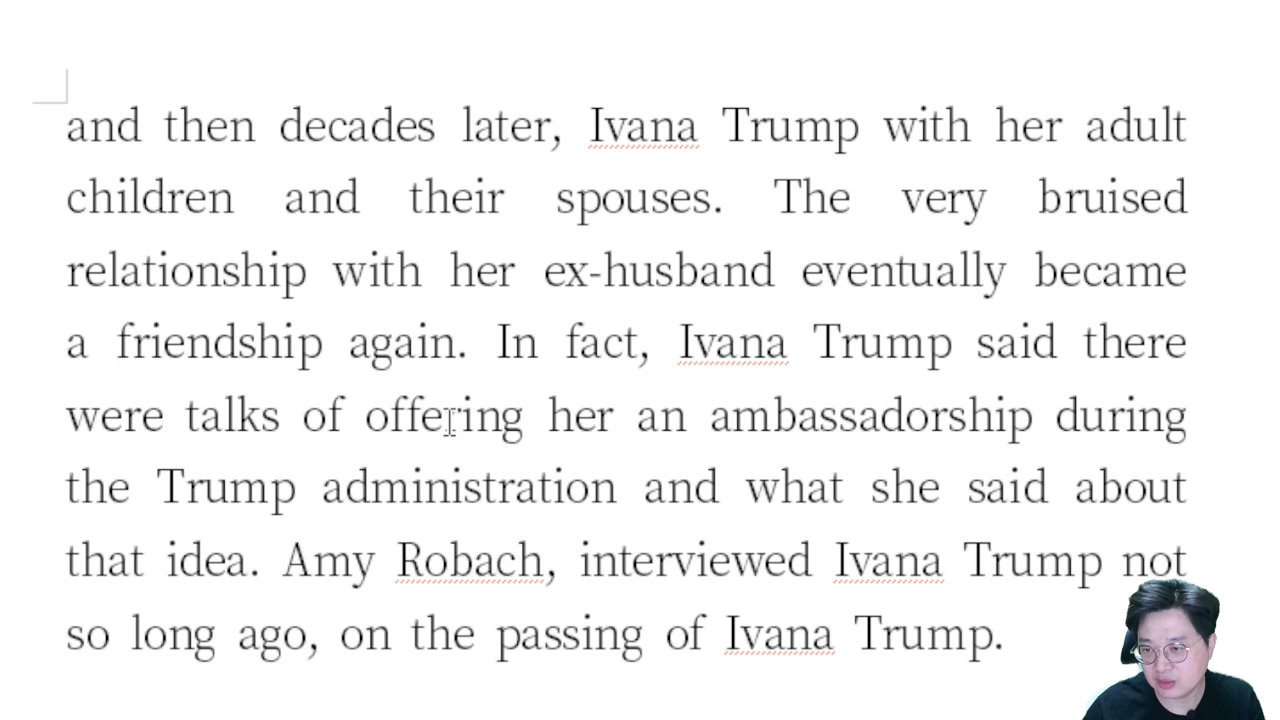 and then decades later, Ivana Trump with her adult
children and their spouses. The very bruised
relationship with her ex-husband eventually became
a friendship again. In fact, Ivana Trump said there
were talks of offering her an ambassadorship during
the Trump administration and what she said about
that idea. Amy Robach, interviewed Ivana Trump not
so long ago, on the passing of Ivana Trump.